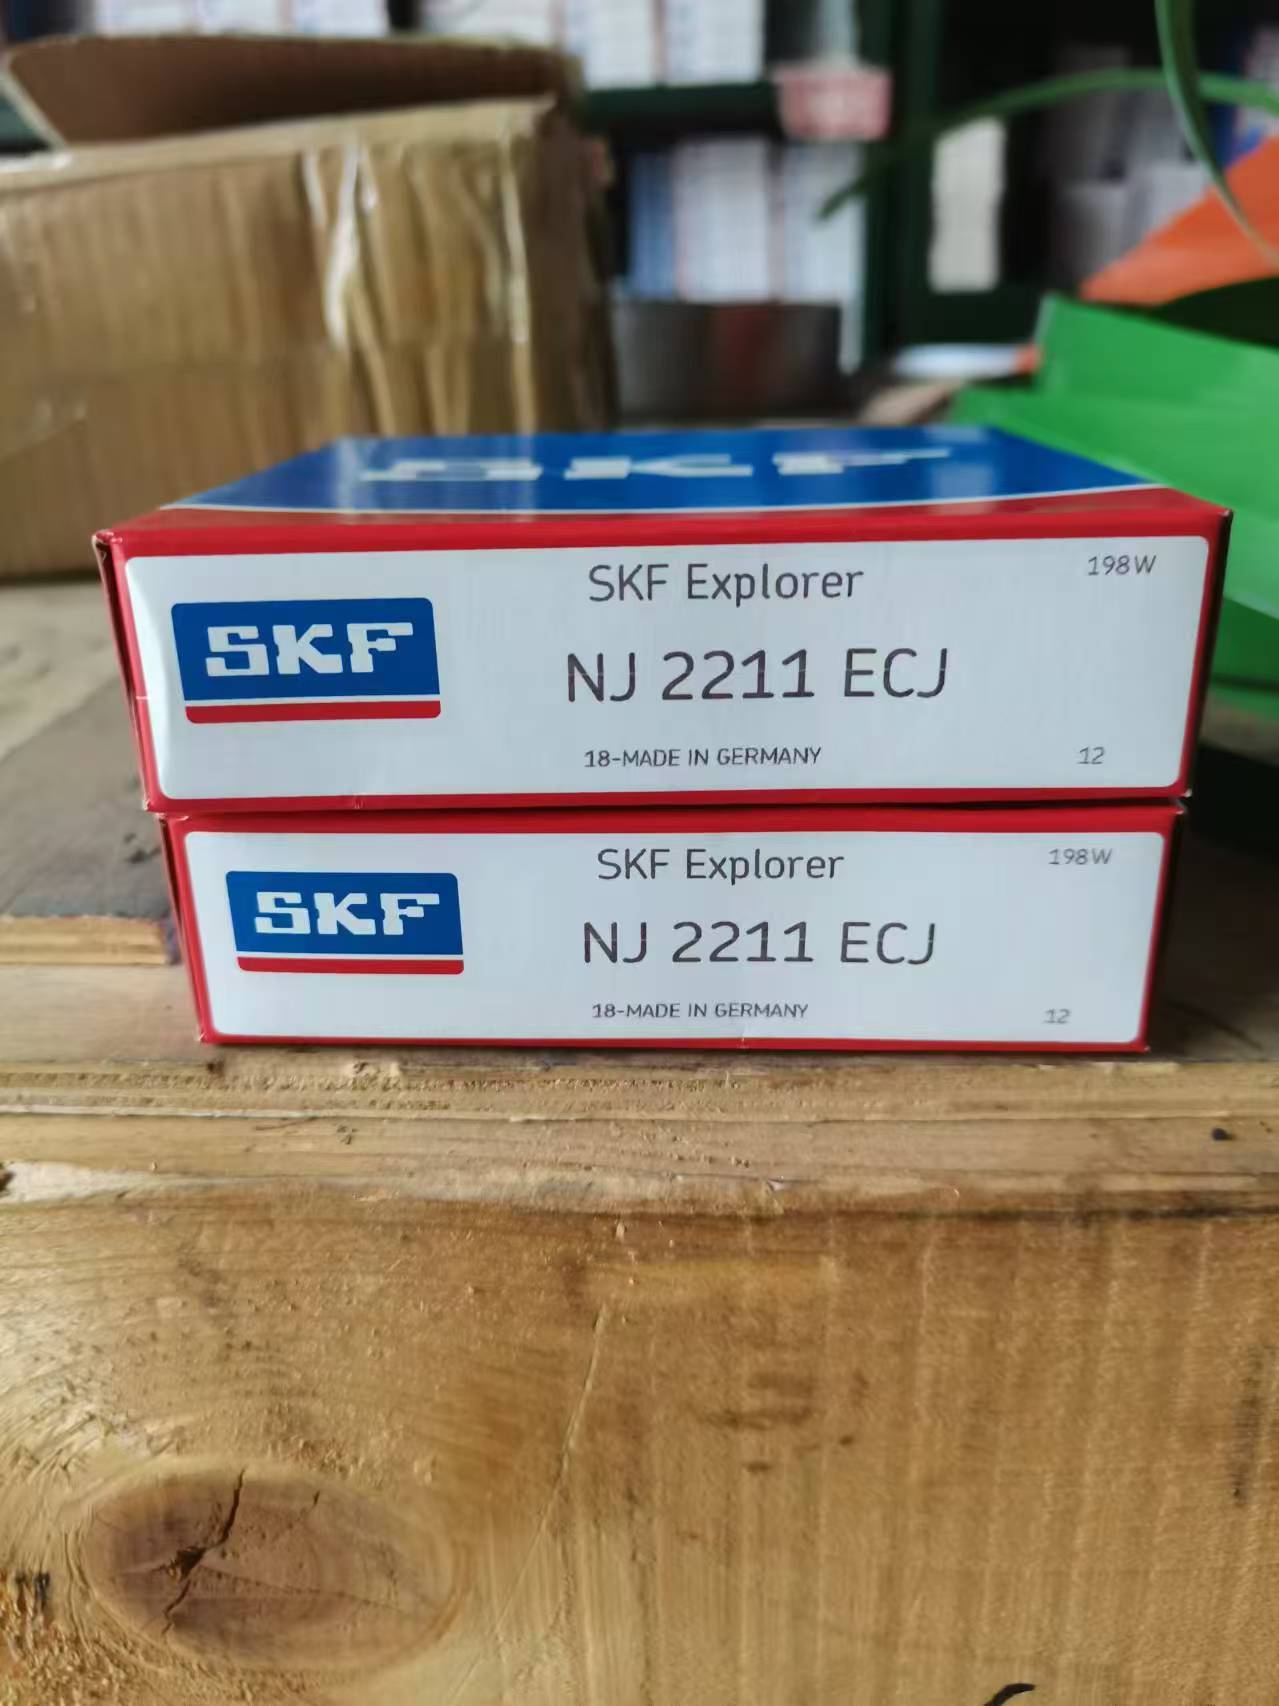 SKF
SKF Explorer
198W
SKF
NJ 2211 ECJ
18-MADE IN GERMANY
12
SKF Explorer
198W
SKF
NJ 2211 ECJ
18-MADE IN GERMANY
12